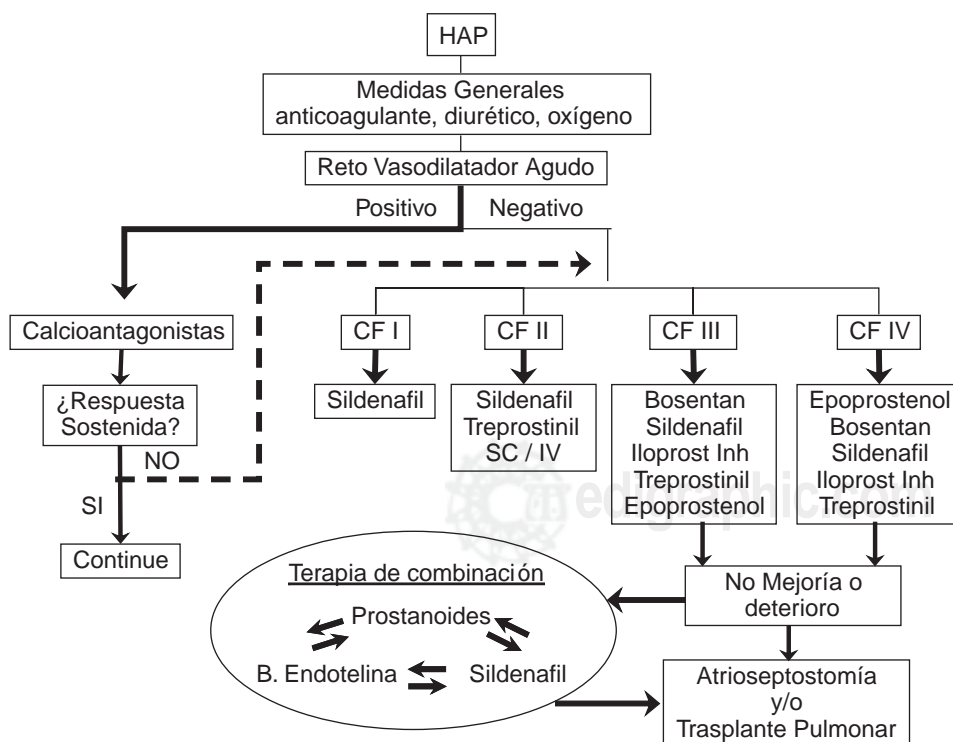 HAP
Medidas Generales
anticoagulante, diurético, oxígeno
Reto Vasodilatador Agudo
Positivo
Negativo
Calcioantagonistas
¿Respuesta
Sostenida?
NO
SI
Continue
CF I
CF II
CF III
CF IV
Sildenafil
Sildenafil
Treprostinil
SC / IV
Bosentan
Sildenafil
Iloprost Inh
Treprostinil
Epoprostenol
Epoprostenol
Bosentan
Sildenafil
Iloprost Inh
Treprostinil
edigraphic.com
No Mejoría o
deterioro
Terapia de combinación
Prostanoides
B. Endotelina
Sildenafil
Atrioseptostomía
y/o
Trasplante Pulmonar